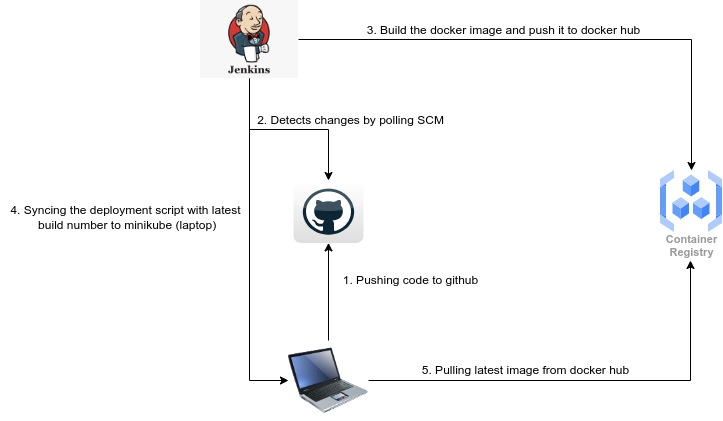 3. Build the docker image and push it to docker hub
Jenkins
2. Detects changes by polling SCM
4. Syncing the deployment script with latest
build number to minikube (laptop)
Container
Registry
1. Pushing code to github
5. Pulling latest image from docker hub